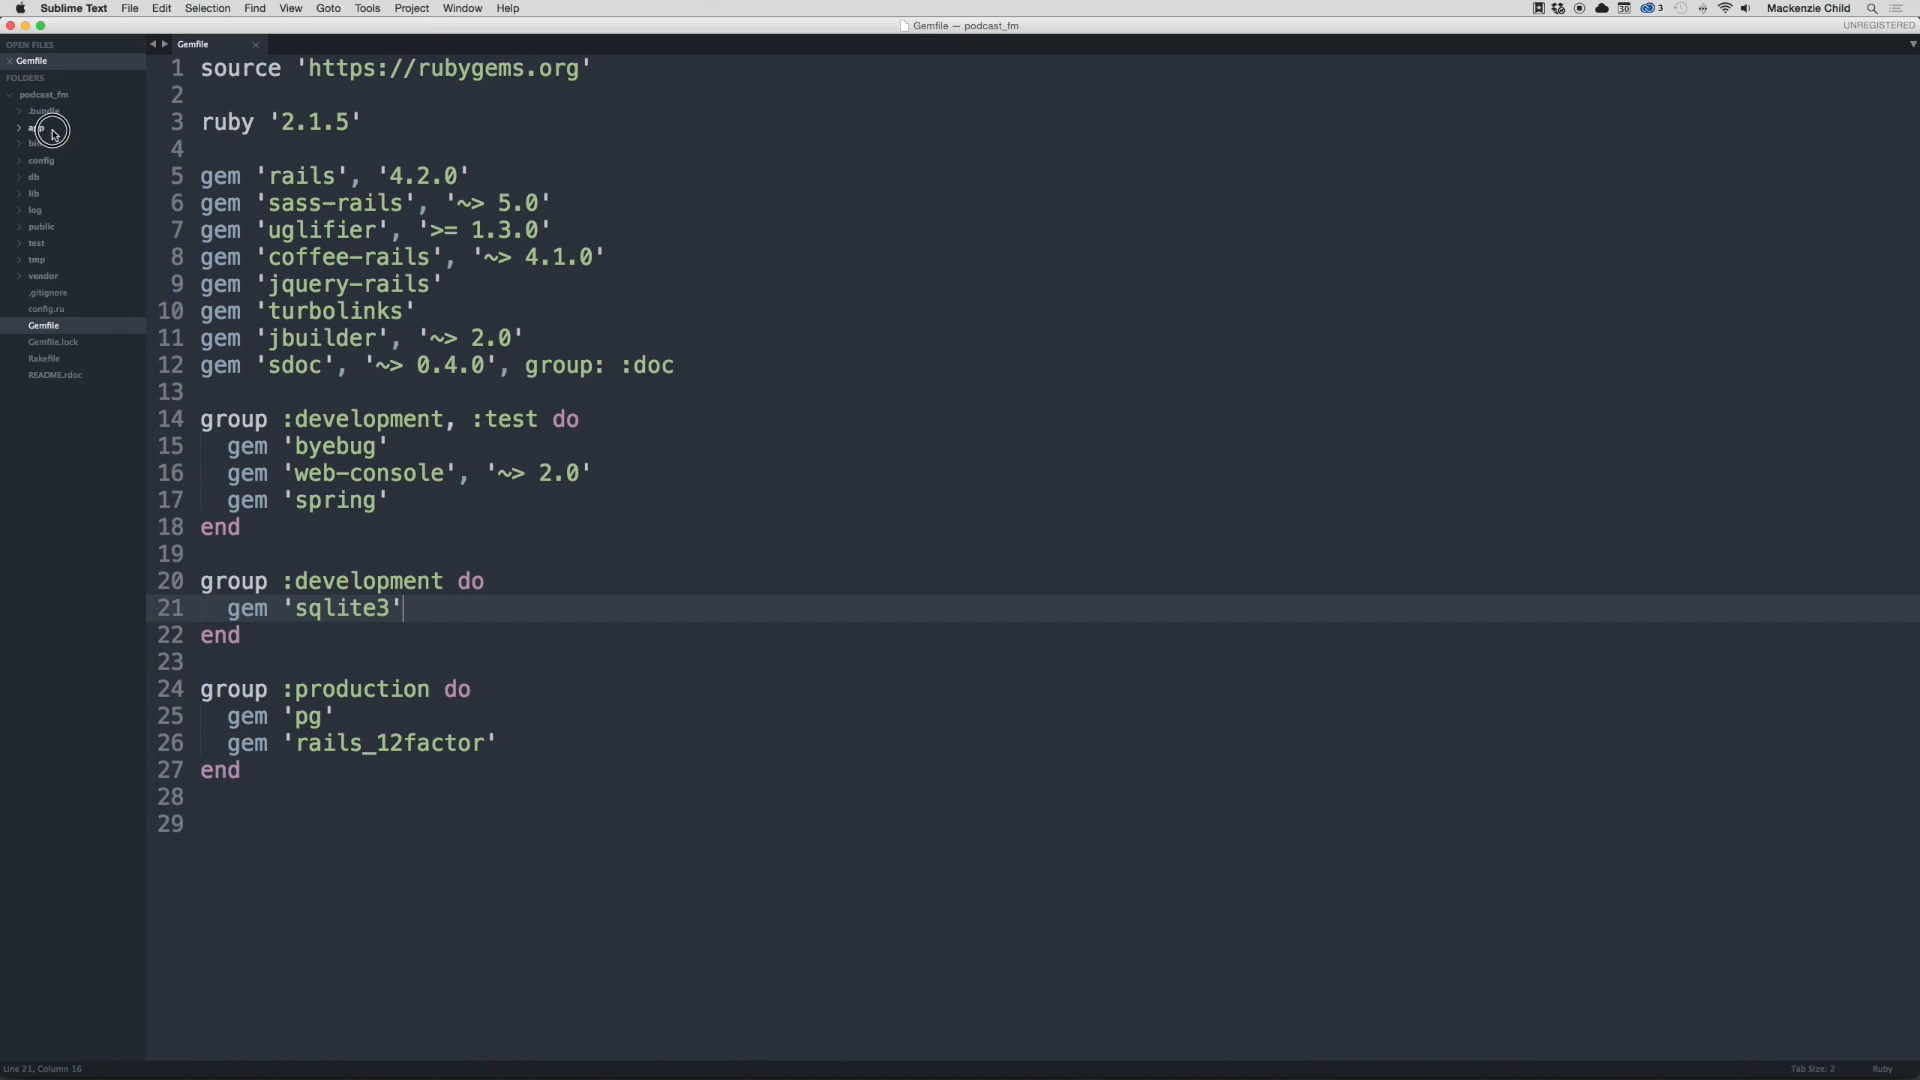 Sublime Text File Edit Selection Find View Goto Tools Project Window Help 30 3 Mackenzie Child
Gemfile — podcast_fm UNREGISTERED
OPEN FILES
Gemfile
FOLDERS
podcast_fm
.bundle
app
bin
config
db
lib
log
public
test
tmp
vendor
.gitignore
config.ru
Gemfile
Gemfile.lock
Rakefile
README.rdoc
Gemfile
1 source 'https://rubygems.org'
2
3 ruby '2.1.5'
4
5 gem 'rails', '4.2.0'
6 gem 'sass-rails', '~> 5.0'
7 gem 'uglifier', '>= 1.3.0'
8 gem 'coffee-rails', '~> 4.1.0'
9 gem 'jquery-rails'
10 gem 'turbolinks'
11 gem 'jbuilder', '~> 2.0'
12 gem 'sdoc', '~> 0.4.0', group: :doc
13
14 group :development, :test do
15 gem 'byebug'
16 gem 'web-console', '~> 2.0'
17 gem 'spring'
18 end
19
20 group :development do
21 gem 'sqlite3'
22 end
23
24 group :production do
25 gem 'pg'
26 gem 'rails_12factor'
27 end
28
29
Line 21, Column 16 Tab Size: 2 Ruby